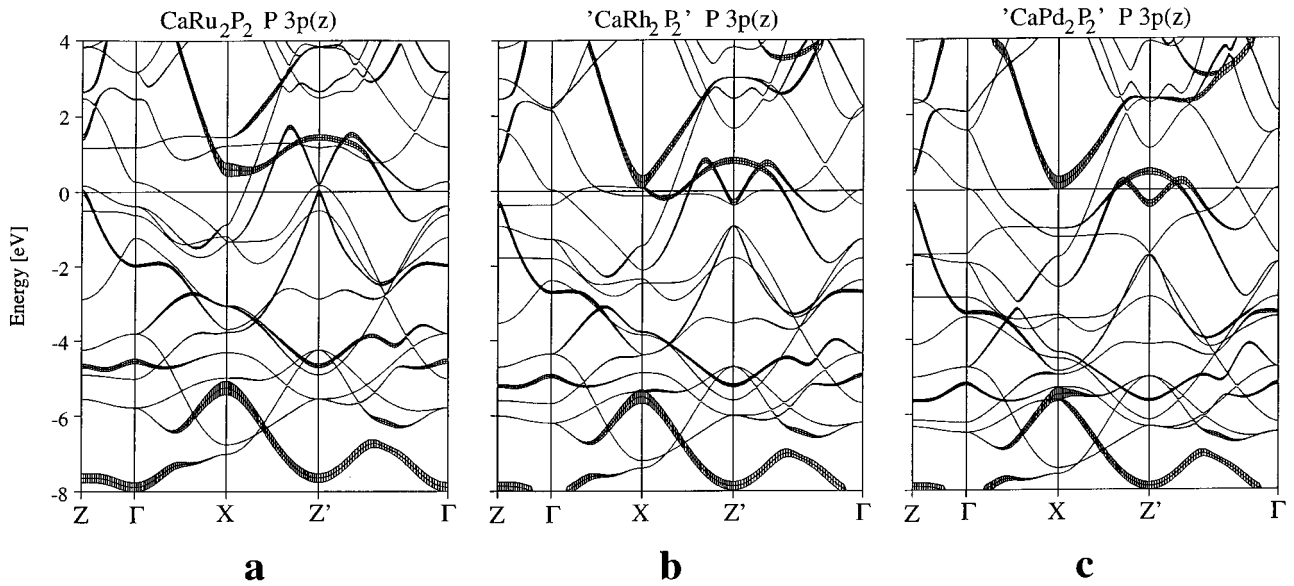 CaRu₂P₂ P 3p(z)
'CaRh₂P₂' P 3p(z)
'CaPd₂P₂' P 3p(z)
Energy [eV]
4
2
0
-2
-4
-6
-8
Z Γ X Z' Γ
Z Γ X Z' Γ
Z Γ X Z' Γ
a b c